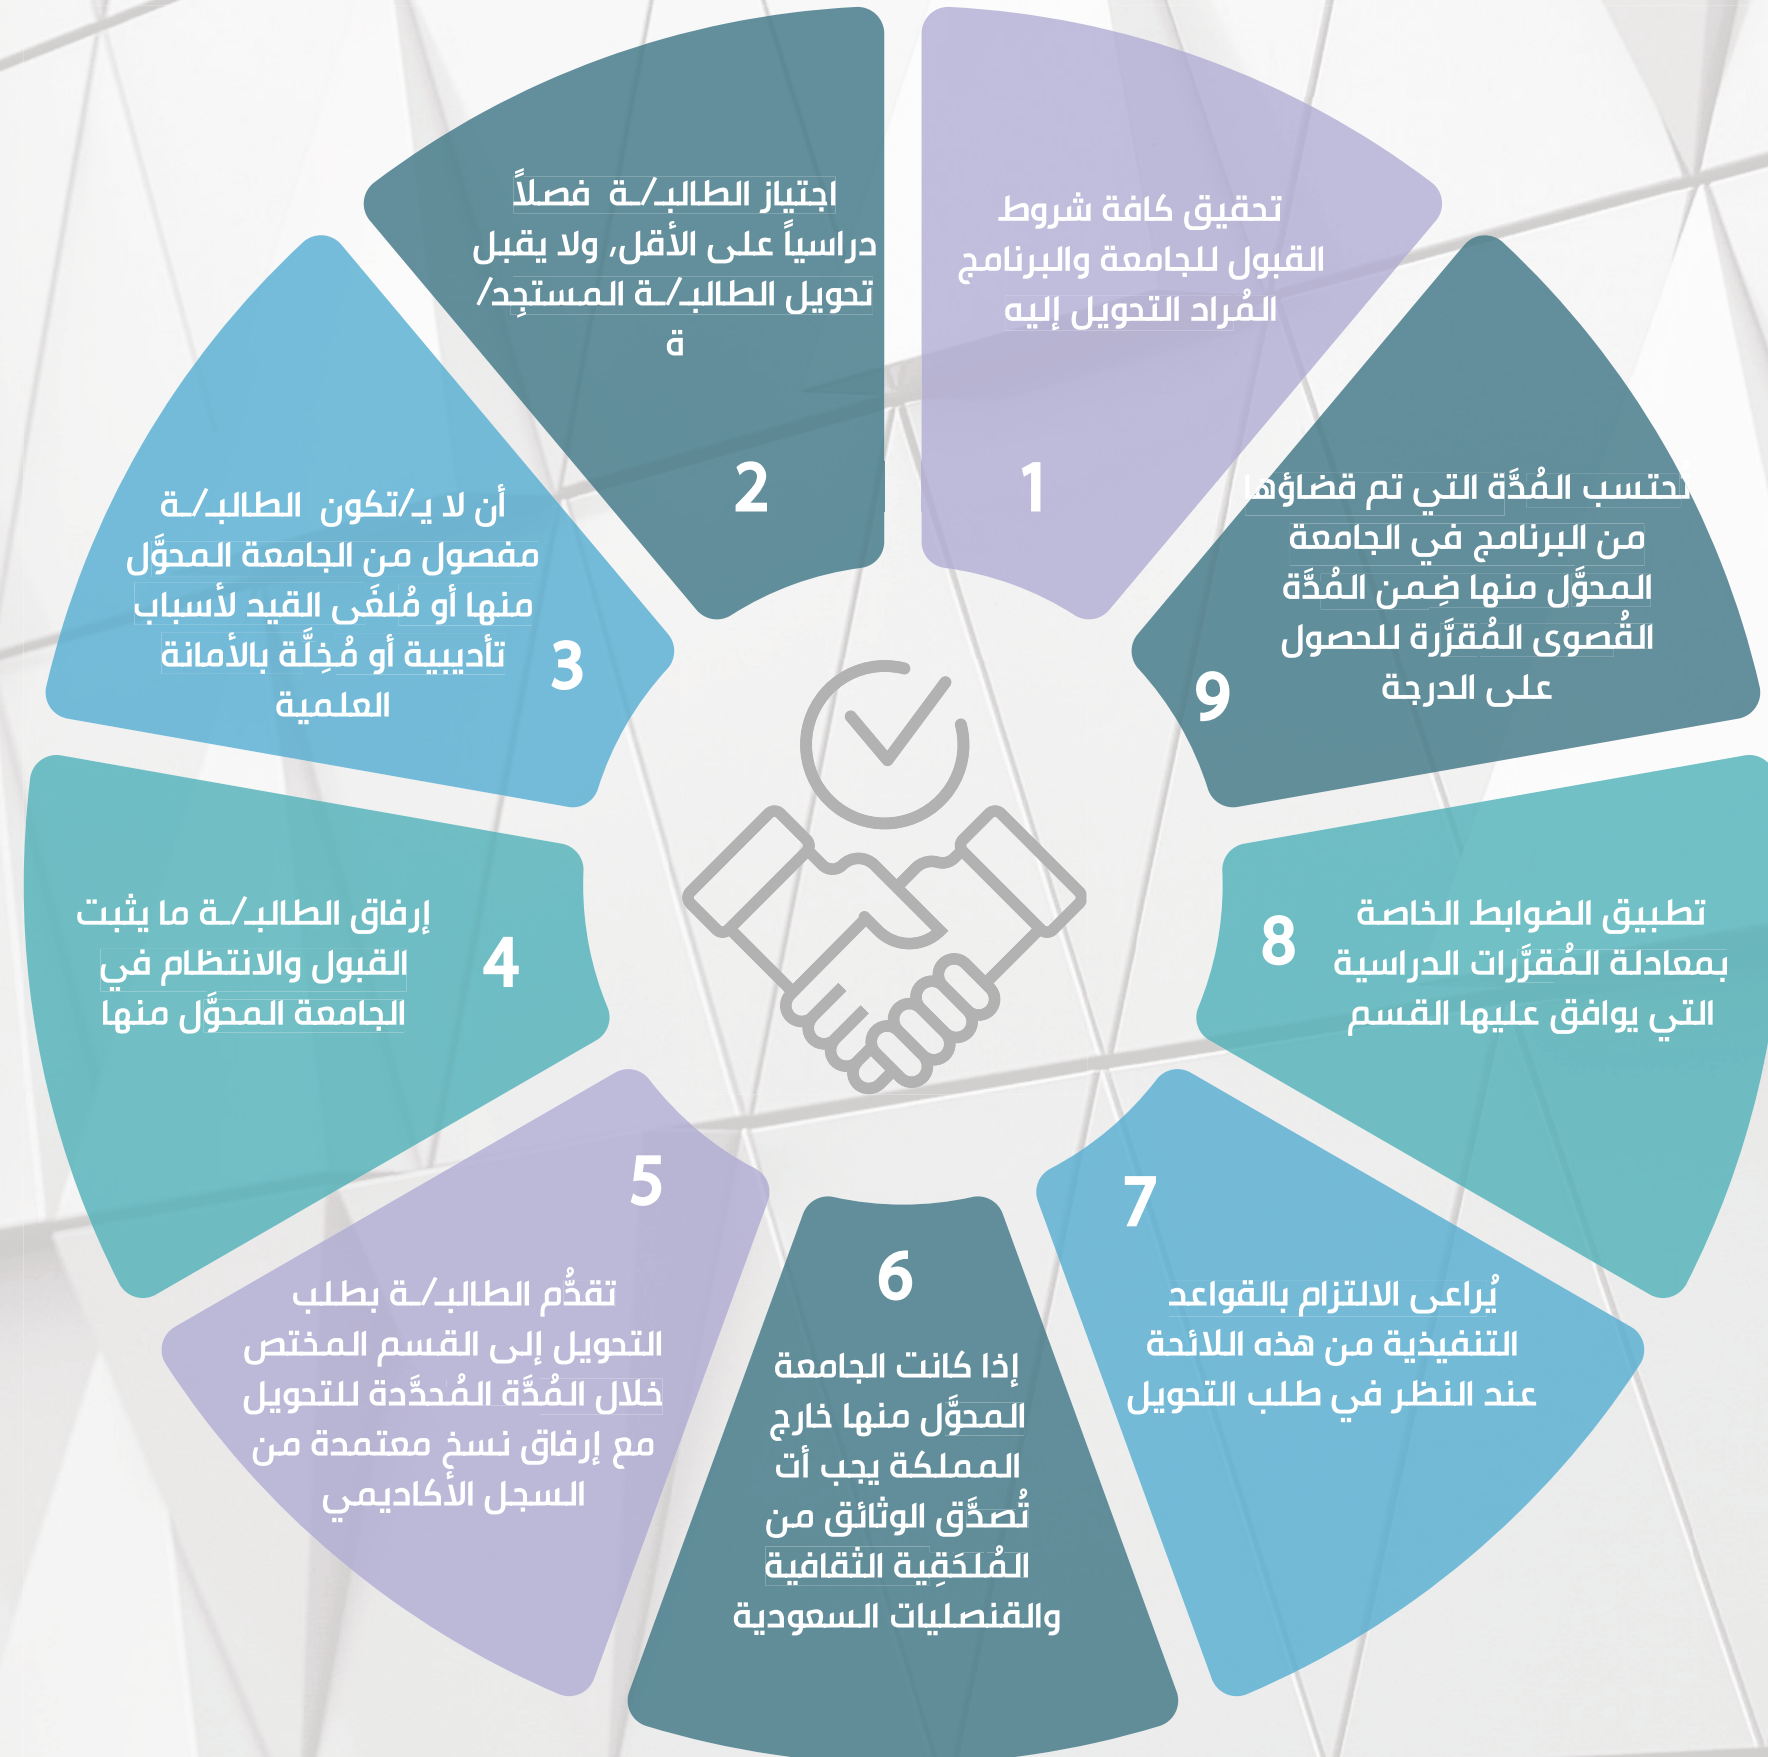 1
تحقيق كافة شروط
القبول للجامعة والبرنامج
المُراد التحويل إليه
2
اجتياز الطالبـ/ـة فصلاً
دراسياً على الأقل، ولا يقبل
تحويل الطالبـ/ـة المستجِد/
ة
3
أن لا يـ/تكون الطالبـ/ـة
مفصول من الجامعة المحوَّل
منها أو مُلغَى القيد لأسباب
تأديبية أو مُخِلَّة بالأمانة
العلمية
4
إرفاق الطالبـ/ـة ما يثبت
القبول والانتظام في
الجامعة المحوَّل منها
5
تقدُّم الطالبـ/ـة بطلب
التحويل إلى القسم المختص
خلال المُدَّة المُحدَّدة للتحويل
مع إرفاق نسخ معتمدة من
السجل الأكاديمي
6
إذا كانت الجامعة
المحوَّل منها خارج
المملكة يجب أت
تُصدَّق الوثائق من
المُلحَقِية الثقافية
والقنصليات السعودية
7
يُراعى الالتزام بالقواعد
التنفيذية من هذه اللائحة
عند النظر في طلب التحويل
8
تطبيق الضوابط الخاصة
بمعادلة المُقرَّرات الدراسية
التي يوافق عليها القسم
9
تُحتسب المُدَّة التي تم قضاؤها
من البرنامج في الجامعة
المحوَّل منها ضِمن المُدَّة
القُصوى المُقرَّرة للحصول
على الدرجة